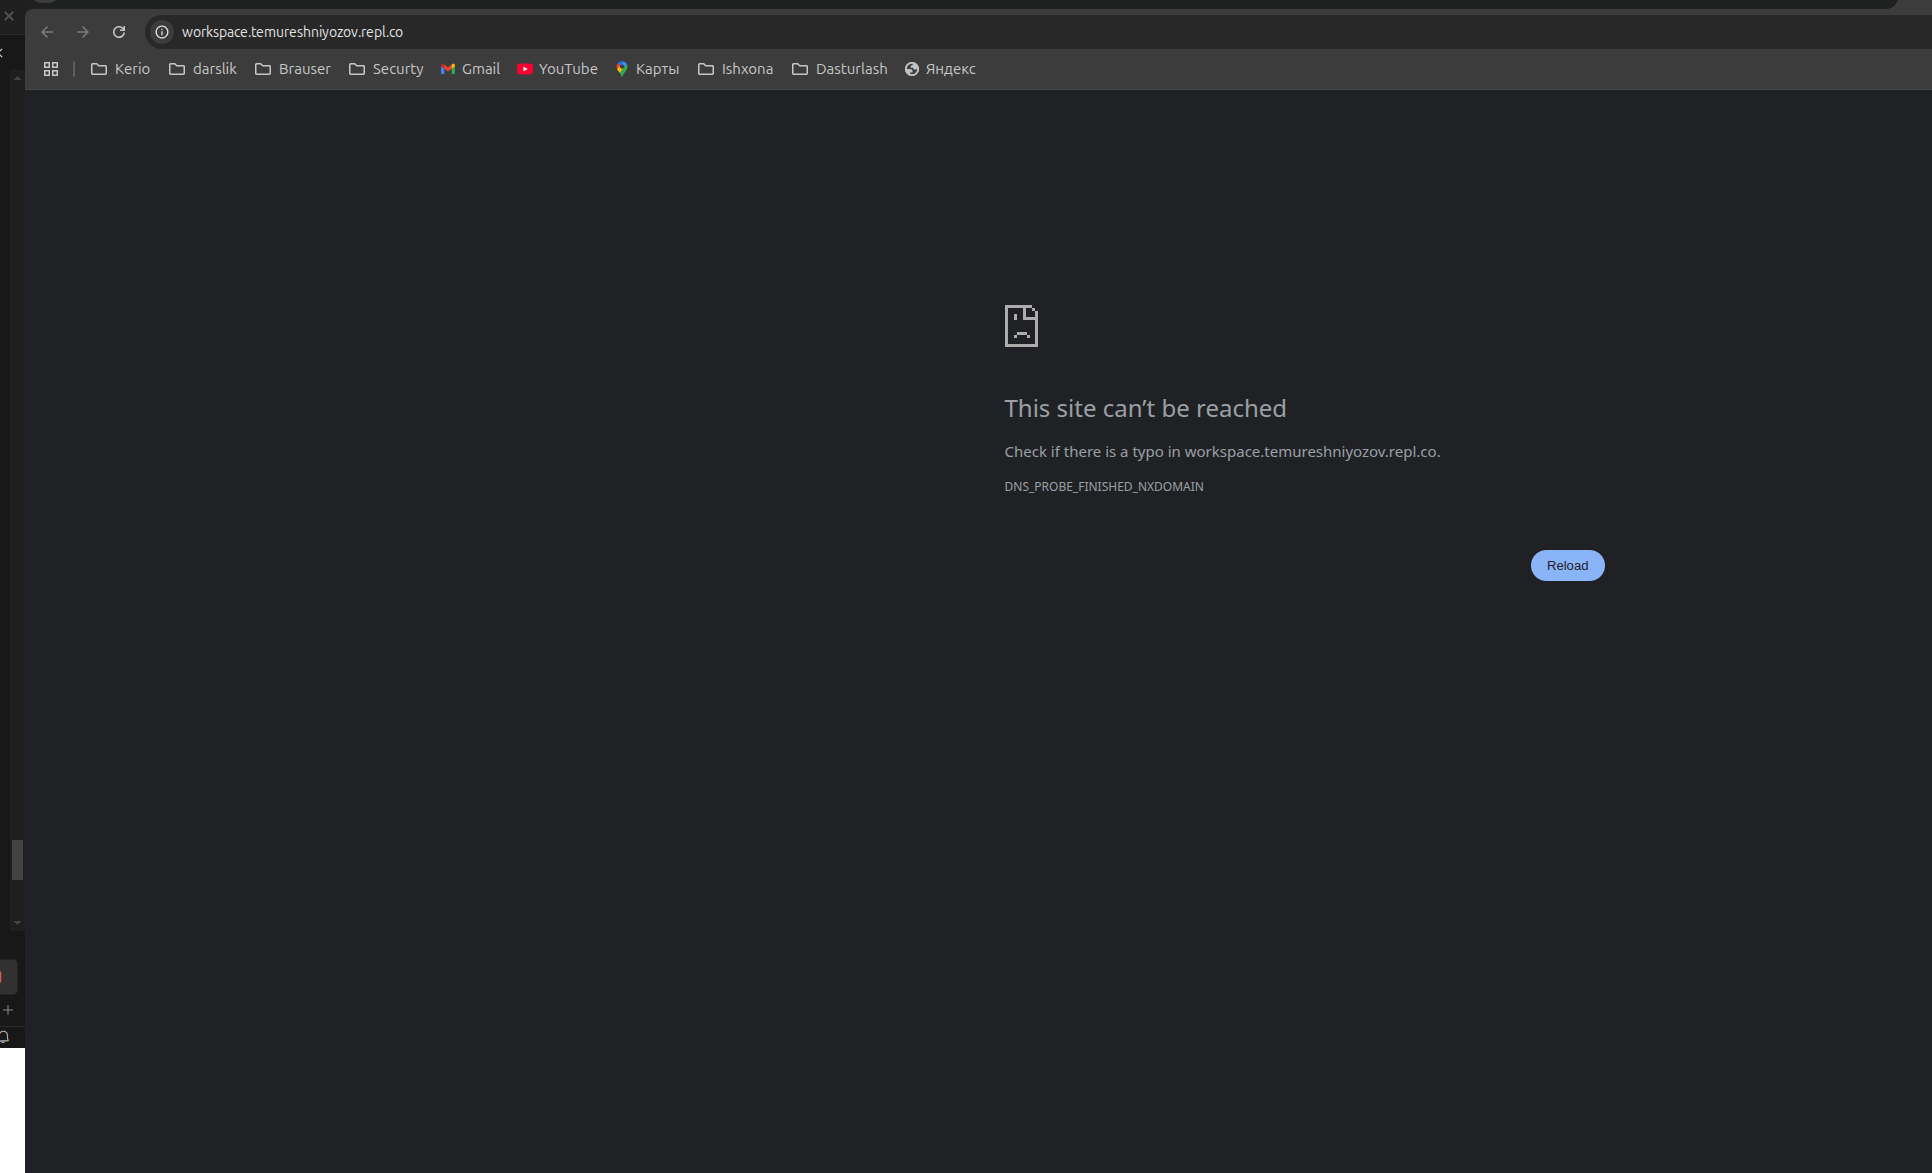 workspace.temureshniyozov.repl.co
Kerio darslik Brauser Securty Gmail YouTube Карты Ishxona Dasturlash Яндекс
This site can’t be reached
Check if there is a typo in workspace.temureshniyozov.repl.co.
DNS_PROBE_FINISHED_NXDOMAIN
Reload